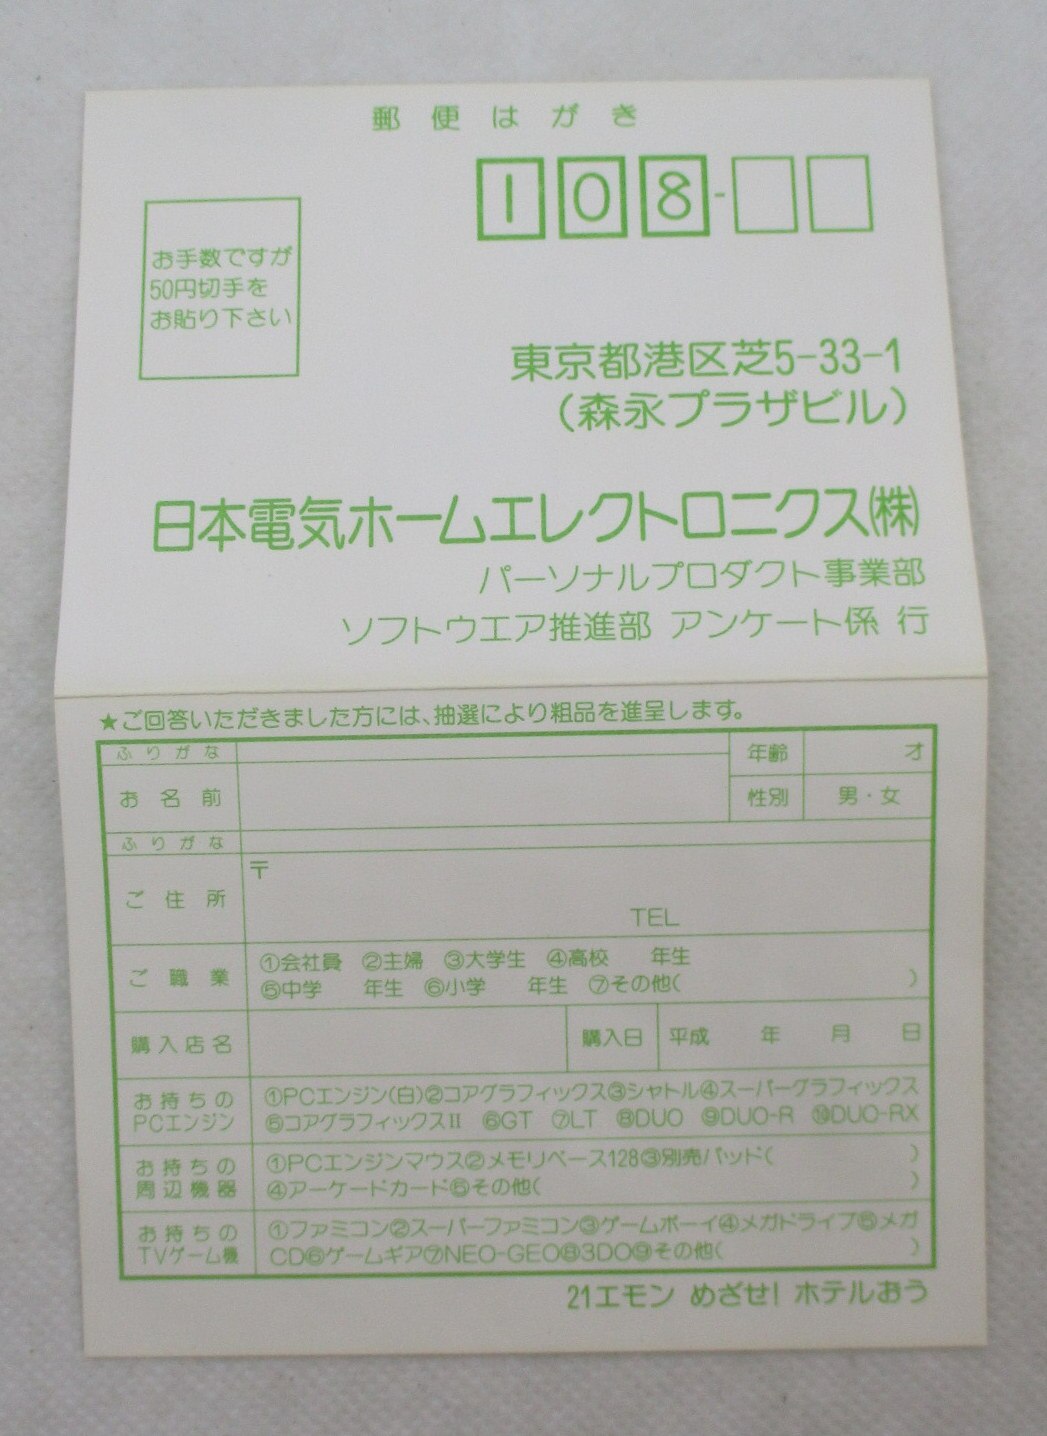 郵便はがき
108-
お手数ですが
50円切手を
お貼り下さい
東京都港区芝5-33-1
(森永プラザビル)
日本電気ホームエレクトロニクス㈱
パーソナルプロダクト事業部
ソフトウエア推進部 アンケート係 行
★ご回答いただきました方には、抽選により粗品を進呈します。
ふりがな
お名前
年齢 才
性別 男・女
ふりがな
ご住所
〒
TEL
ご職業
①会社員 ②主婦 ③大学生 ④高校 年生
⑤中学 年生 ⑥小学 年生 ⑦その他( )
購入店名
購入日 平成 年 月 日
お持ちの
PCエンジン
①PCエンジン(白)②コアグラフィックス③シャトル④スーパーグラフィックス
⑤コアグラフィックスII ⑥GT ⑦LT ⑧DUO ⑨DUO-R ⑩DUO-RX
お持ちの
周辺機器
①PCエンジンマウス②メモリベース128③別売パッド( )
④アーケードカード⑤その他( )
お持ちの
TVゲーム機
①ファミコン②スーパーファミコン③ゲームボーイ④メガドライブ⑤メガ
CD⑥ゲームギア⑦NEO-GEO⑧3DO⑨その他( )
21エモン めざせ! ホテルおう